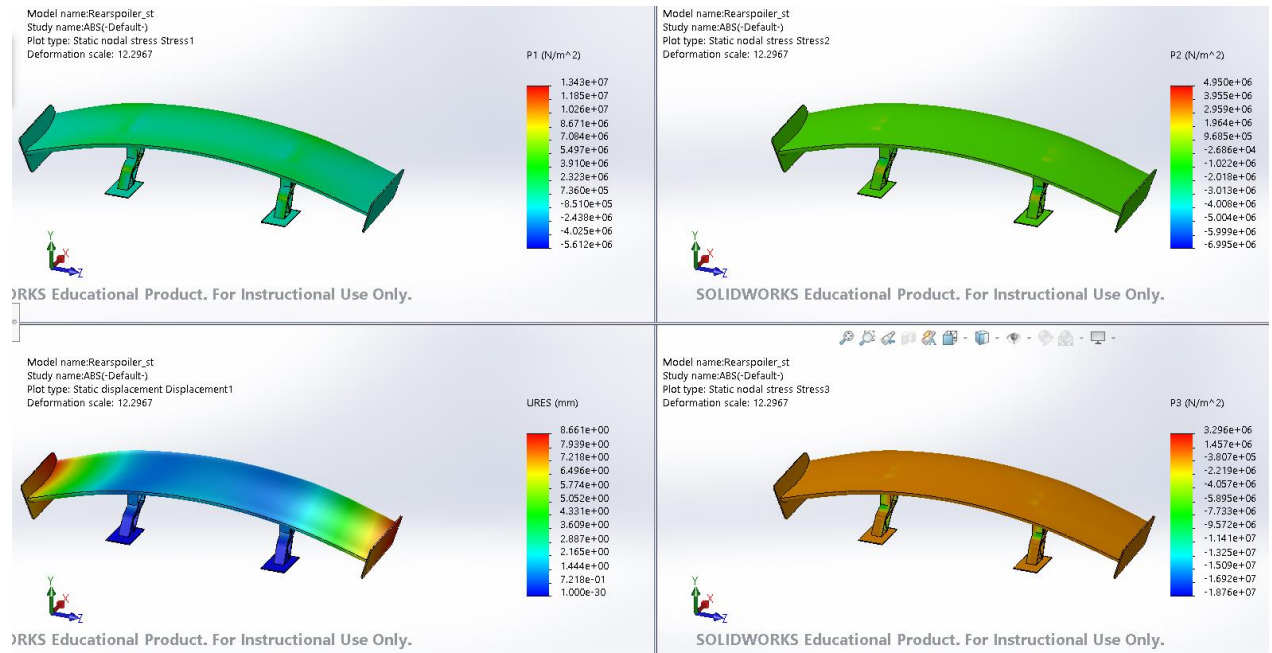 Model name:Rearspoiler_st
Study name:ABS(-Default-)
Plot type: Static nodal stress Stress1
Deformation scale: 12.2967
P1 (N/m^2)
1.343e+07
1.185e+07
1.026e+07
8.671e+06
7.084e+06
5.497e+06
3.910e+06
2.323e+06
7.360e+05
-8.510e+05
-2.438e+06
-4.025e+06
-5.612e+06
Y
X
Z
ORKS Educational Product. For Instructional Use Only.
Model name:Rearspoiler_st
Study name:ABS(-Default-)
Plot type: Static nodal stress Stress2
Deformation scale: 12.2967
P2 (N/m^2)
4.950e+06
3.955e+06
2.959e+06
1.964e+06
9.685e+05
-2.686e+04
-1.022e+06
-2.018e+06
-3.013e+06
-4.008e+06
-5.004e+06
-5.999e+06
-6.995e+06
Y
X
Z
SOLIDWORKS Educational Product. For Instructional Use Only.
Model name:Rearspoiler_st
Study name:ABS(-Default-)
Plot type: Static displacement Displacement1
Deformation scale: 12.2967
URES (mm)
8.661e+00
7.939e+00
7.218e+00
6.496e+00
5.774e+00
5.052e+00
4.331e+00
3.609e+00
2.887e+00
2.165e+00
1.444e+00
7.218e-01
1.000e-30
Y
X
Z
ORKS Educational Product. For Instructional Use Only.
Model name:Rearspoiler_st
Study name:ABS(-Default-)
Plot type: Static nodal stress Stress3
Deformation scale: 12.2967
P3 (N/m^2)
3.296e+06
1.457e+06
-3.807e+05
-2.219e+06
-4.057e+06
-5.895e+06
-7.733e+06
-9.572e+06
-1.141e+07
-1.325e+07
-1.509e+07
-1.692e+07
-1.876e+07
Y
X
Z
SOLIDWORKS Educational Product. For Instructional Use Only.